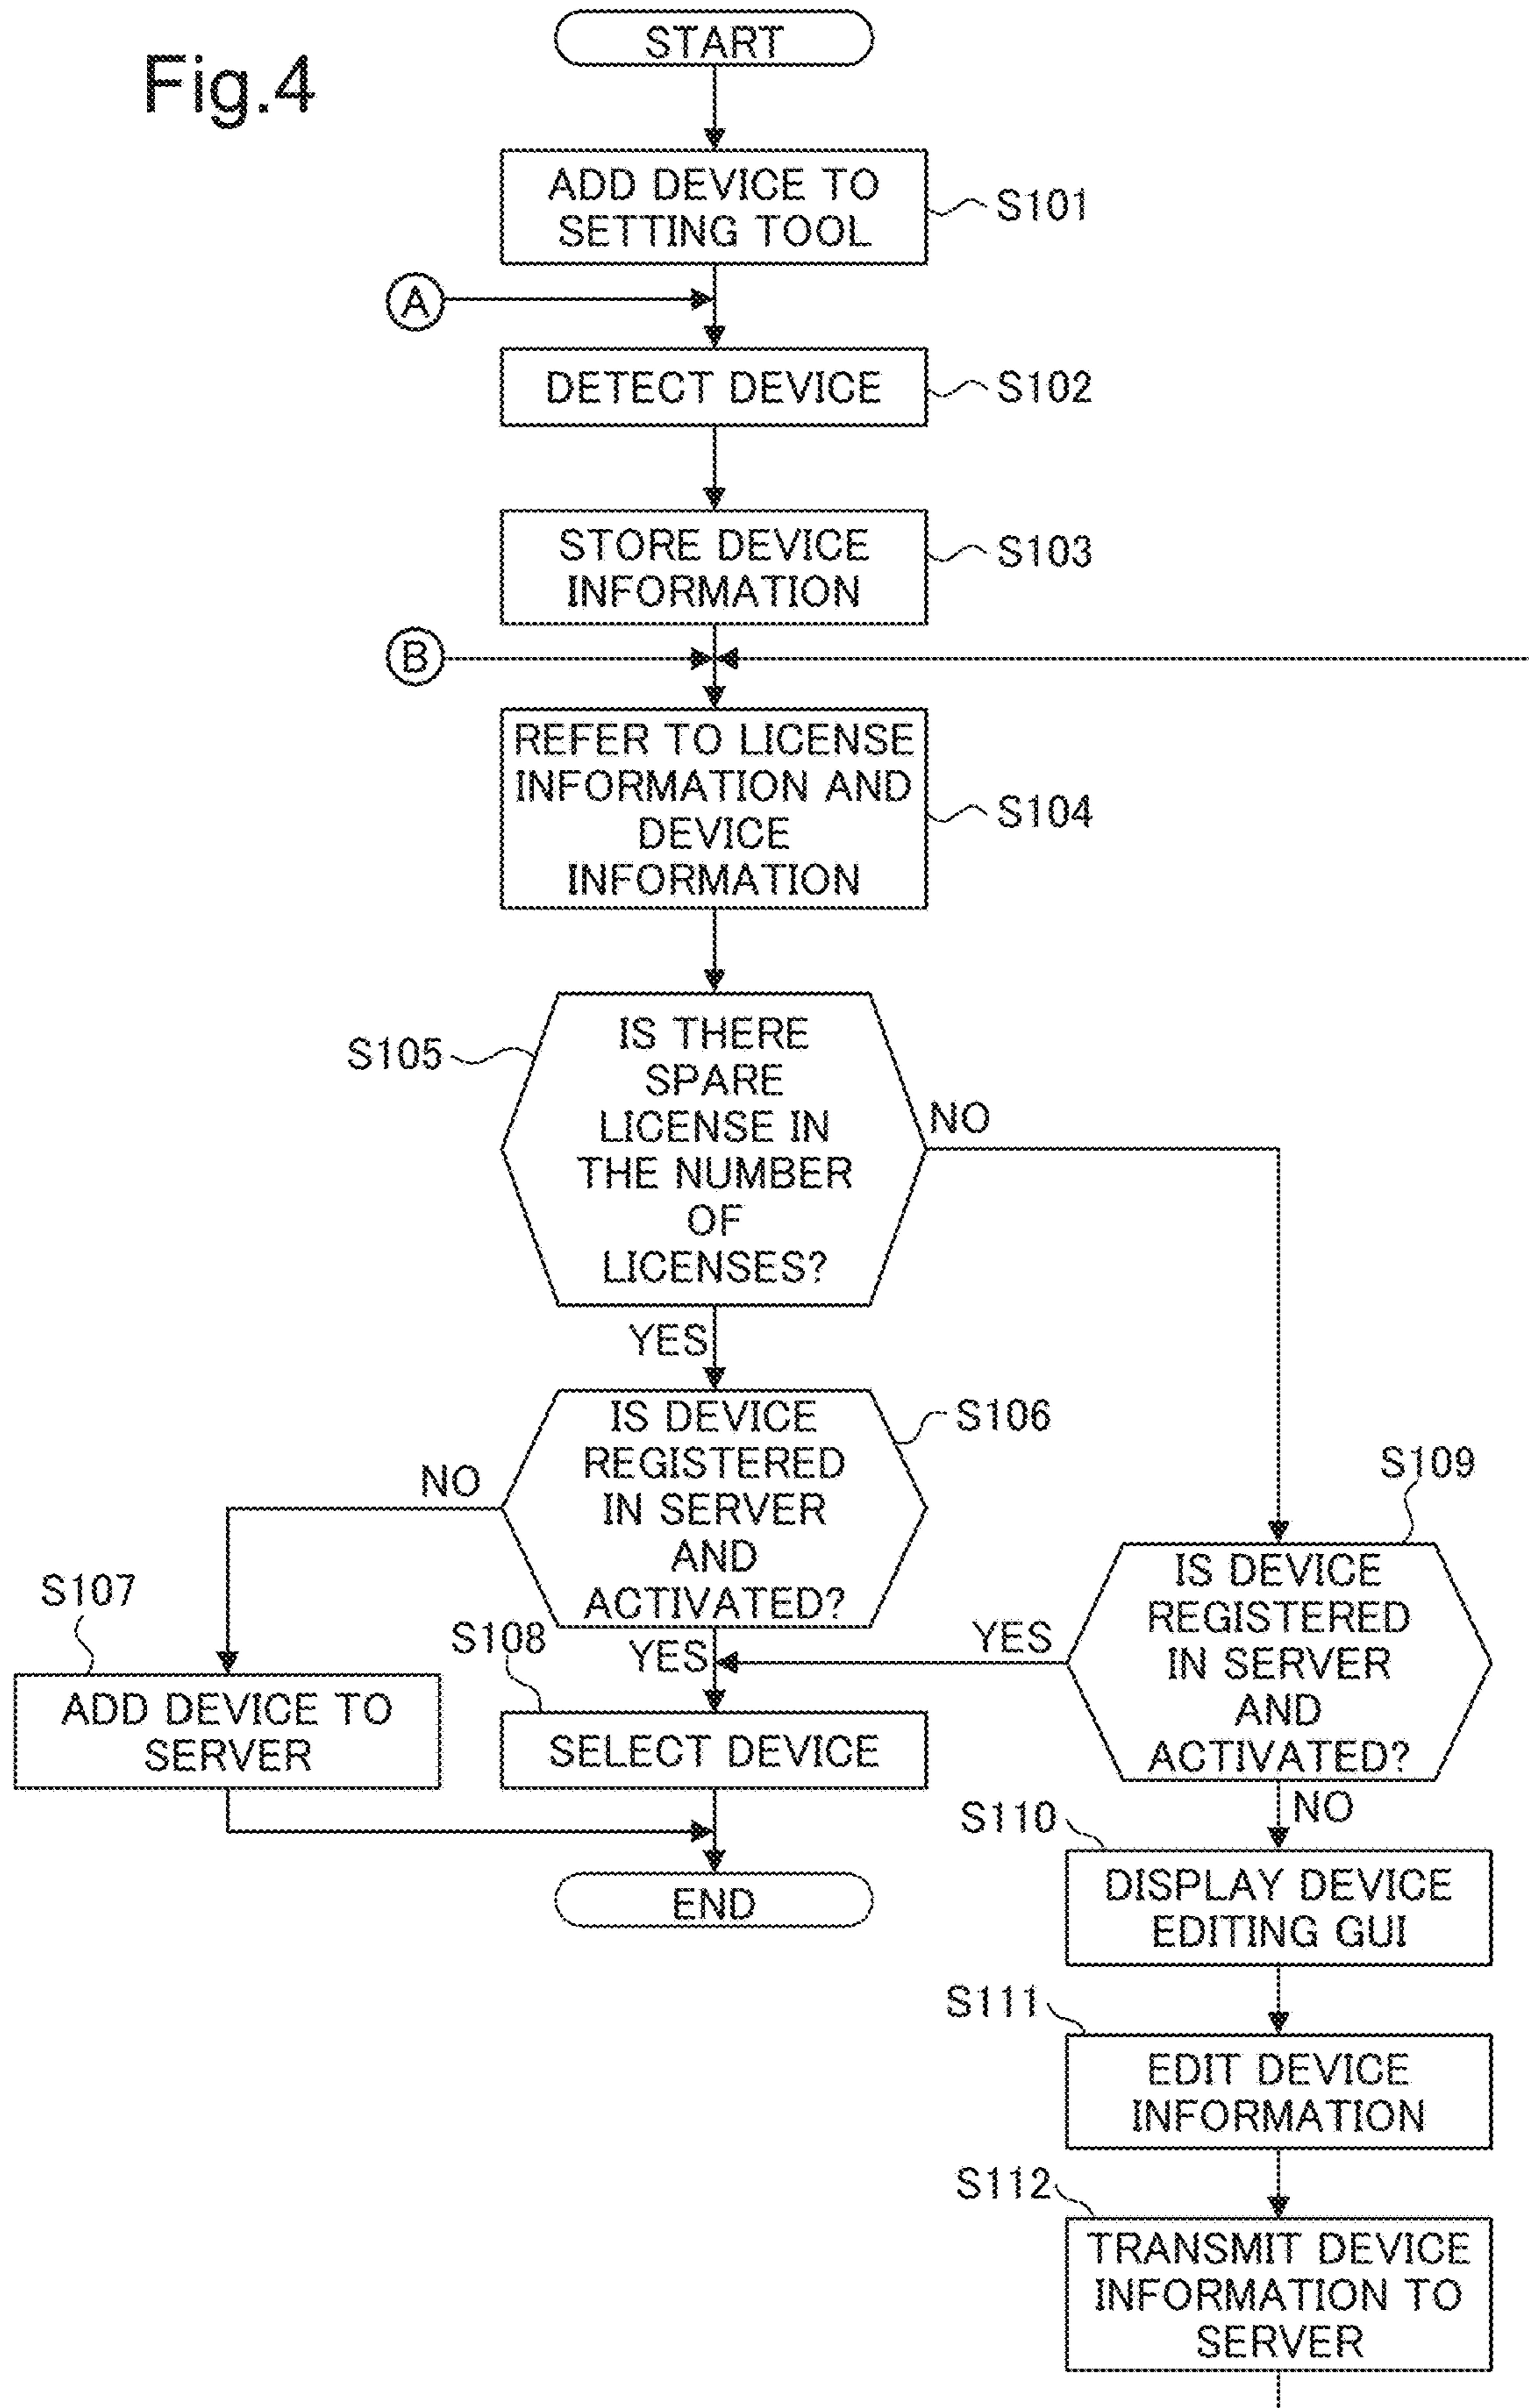 Fig.4
START
ADD DEVICE TO
SETTING TOOL
S101
A
DETECT DEVICE
S102
STORE DEVICE
INFORMATION
S103
B
REFER TO LICENSE
INFORMATION AND
DEVICE
INFORMATION
S104
S105
IS THERE
SPARE
LICENSE IN
THE NUMBER
OF
LICENSES?
NO
YES
IS DEVICE
REGISTERED
IN SERVER
AND
ACTIVATED?
S106
NO
S109
IS DEVICE
REGISTERED
IN SERVER
AND
ACTIVATED?
S107
ADD DEVICE TO
SERVER
S108
YES
YES
SELECT DEVICE
NO
END
S110
DISPLAY DEVICE
EDITING GUI
S111
EDIT DEVICE
INFORMATION
S112
TRANSMIT DEVICE
INFORMATION TO
SERVER